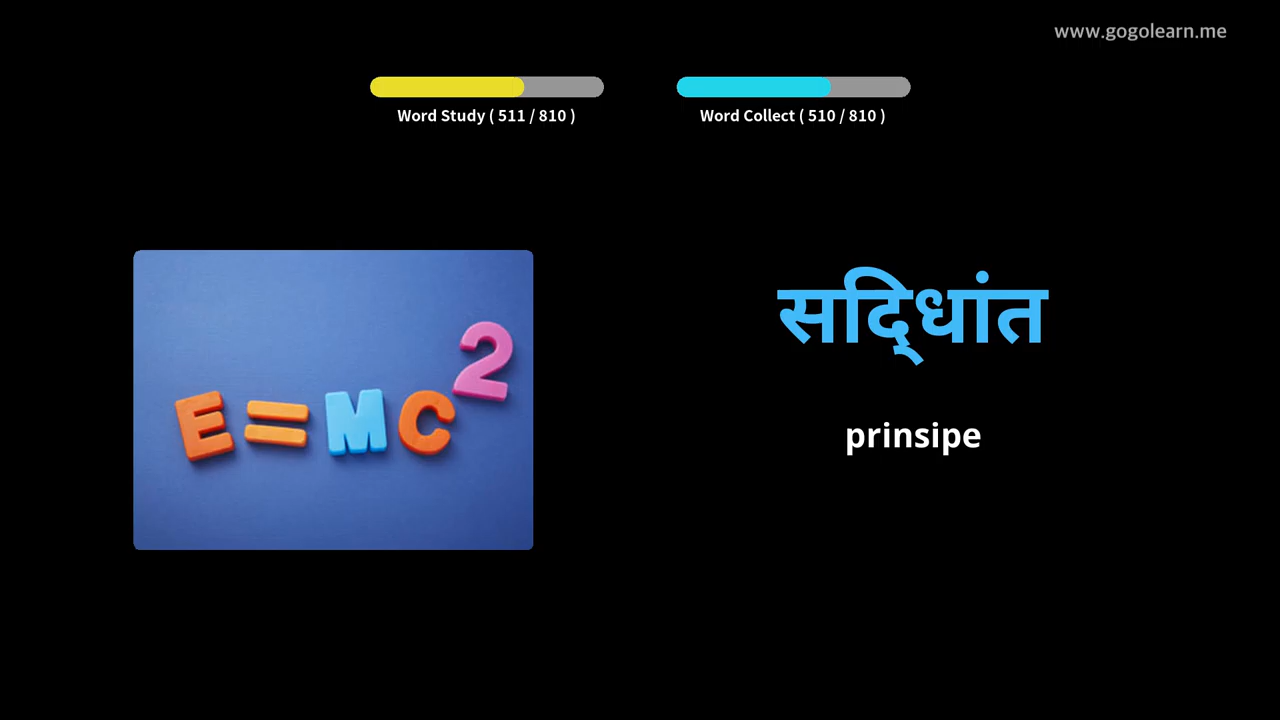 www.gogolearn.me
Word Study ( 511 / 810 )
Word Collect ( 510 / 810 )
E=MC²
सद्धिांत
prinsipe